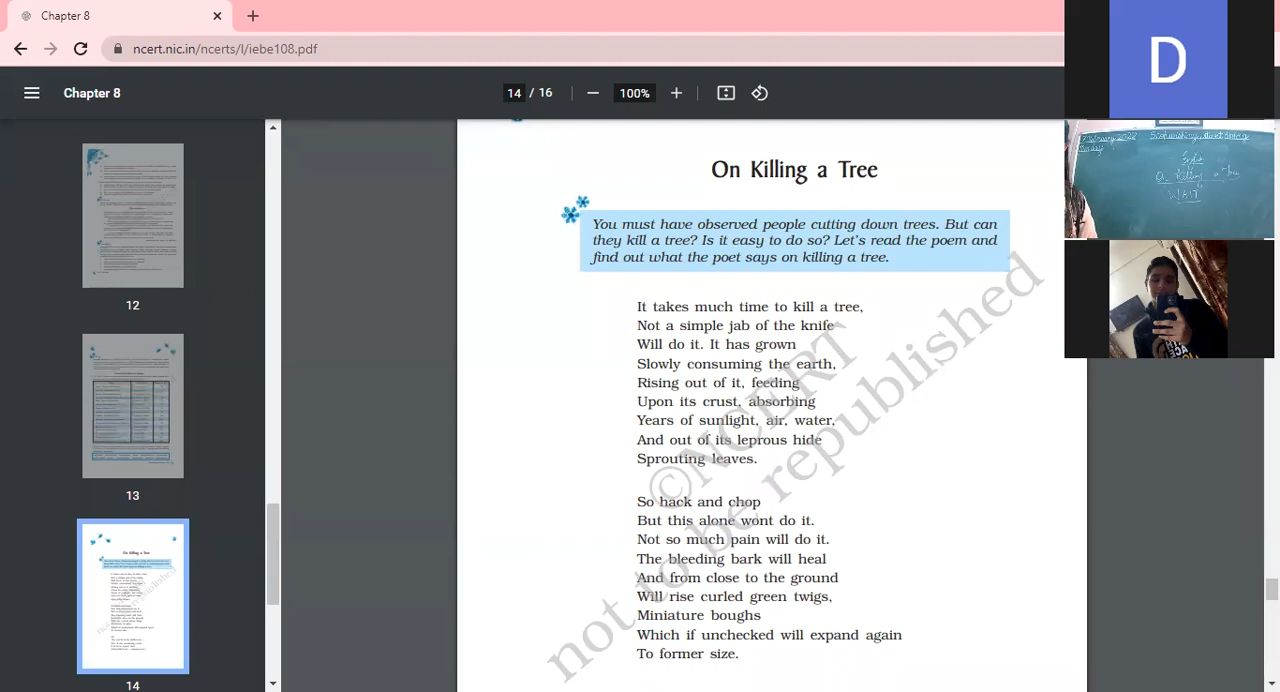 Chapter 8
ncert.nic.in/ncerts/l/iebe108.pdf
Chapter 8
14 / 16
100%
12
13
14
On Killing a Tree
You must have observed people cutting down trees. But can
they kill a tree? Is it easy to do so? Let's read the poem and
find out what the poet says on killing a tree.
It takes much time to kill a tree,
Not a simple jab of the knife
Will do it. It has grown
Slowly consuming the earth,
Rising out of it, feeding
Upon its crust, absorbing
Years of sunlight, air, water,
And out of its leprous hide
Sprouting leaves.
So hack and chop
But this alone wont do it.
Not so much pain will do it.
The bleeding bark will heal
And from close to the ground
Will rise curled green twigs,
Miniature boughs
Which if unchecked will expand again
To former size.
©NCERT
not to be republished
D
English
Killing a
On Killing a Tree